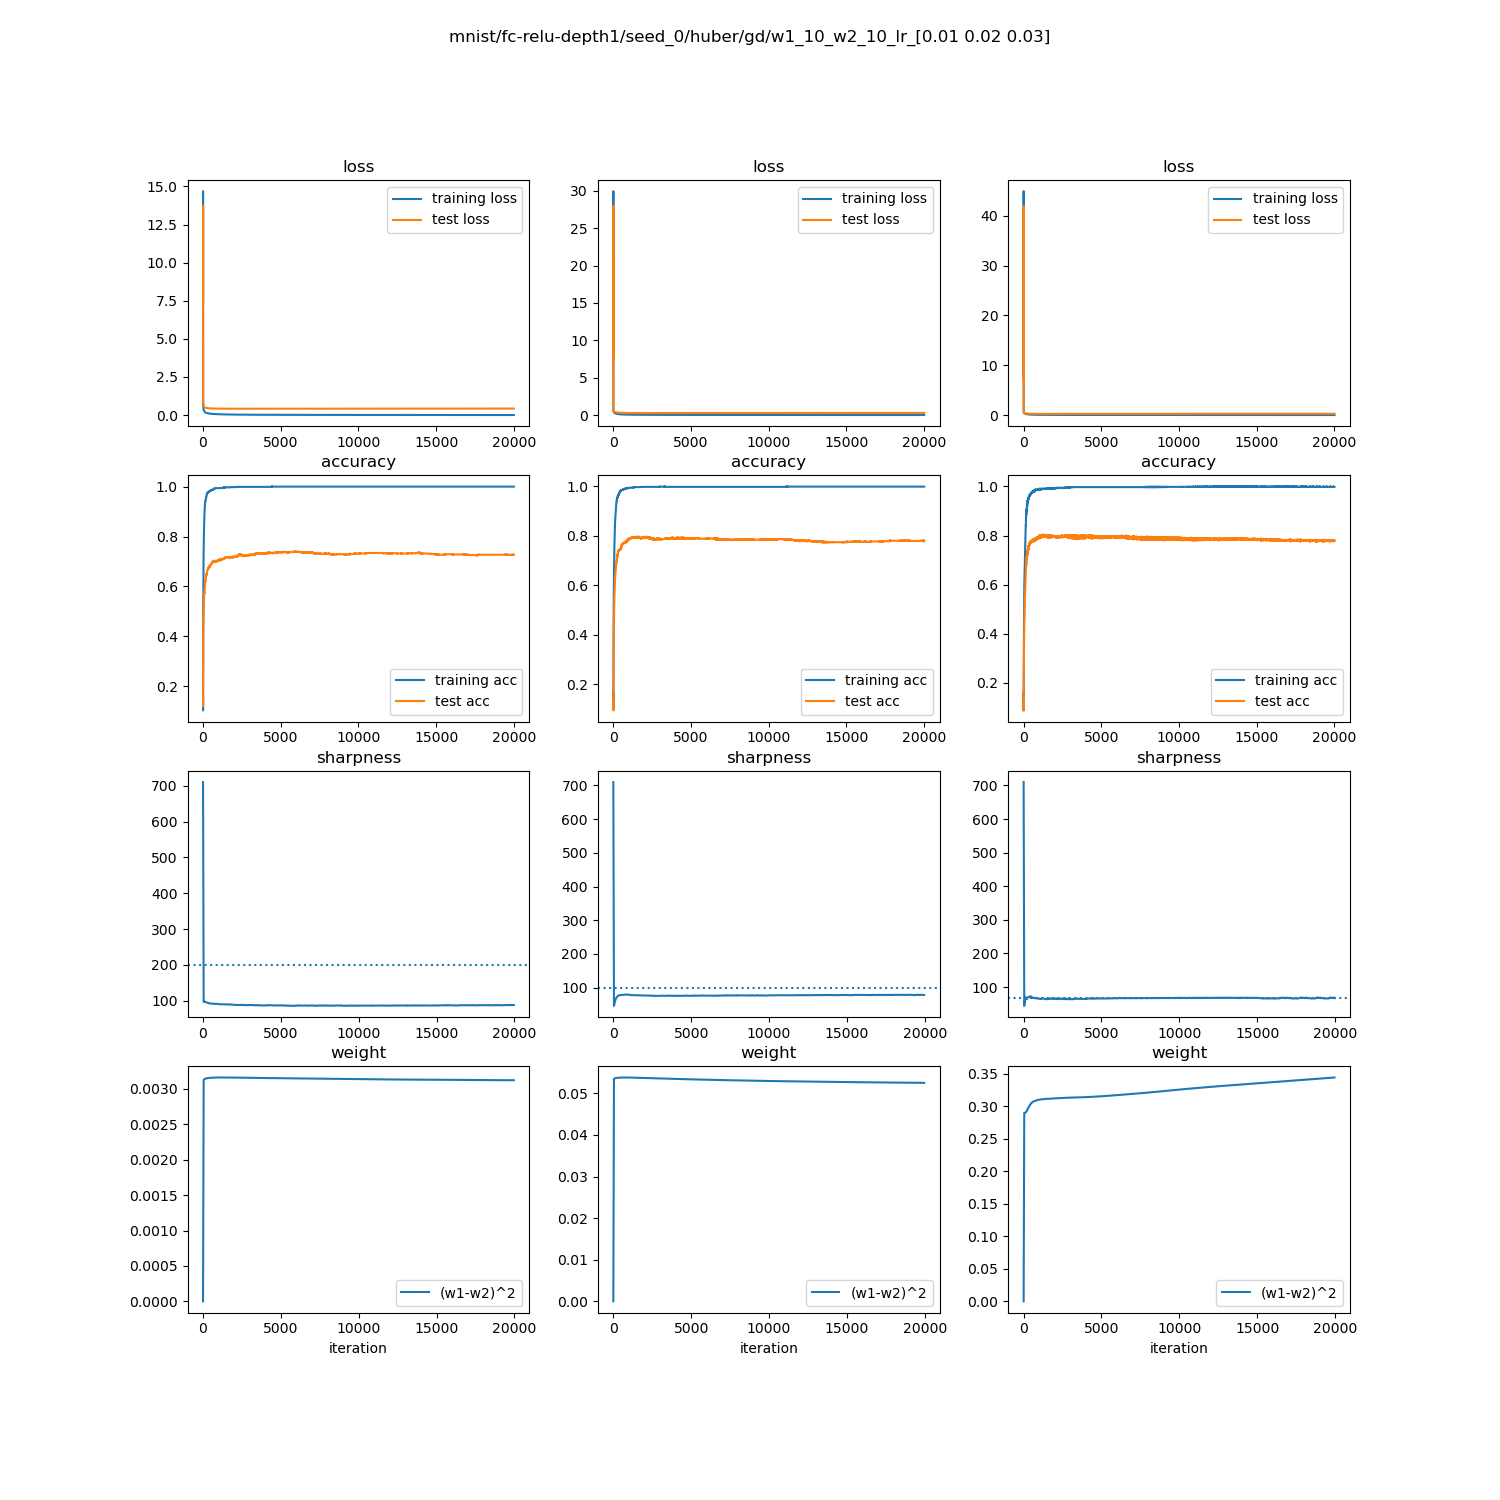 mnist/fc-relu-depth1/seed_0/huber/gd/w1_10_w2_10_lr_[0.01 0.02 0.03]
loss
15.0
12.5
10.0
7.5
5.0
2.5
0.0
training loss
test loss
0 5000 10000 15000 20000
loss
30
25
20
15
10
5
0
training loss
test loss
0 5000 10000 15000 20000
loss
40
30
20
10
0
training loss
test loss
0 5000 10000 15000 20000
accuracy
1.0
0.8
0.6
0.4
0.2
training acc
test acc
0 5000 10000 15000 20000
accuracy
1.0
0.8
0.6
0.4
0.2
training acc
test acc
0 5000 10000 15000 20000
accuracy
1.0
0.8
0.6
0.4
0.2
training acc
test acc
0 5000 10000 15000 20000
sharpness
700
600
500
400
300
200
100
0 5000 10000 15000 20000
sharpness
700
600
500
400
300
200
100
0 5000 10000 15000 20000
sharpness
700
600
500
400
300
200
100
0 5000 10000 15000 20000
weight
0.0030
0.0025
0.0020
0.0015
0.0010
0.0005
0.0000
(w1-w2)^2
0 5000 10000 15000 20000
iteration
weight
0.05
0.04
0.03
0.02
0.01
0.00
(w1-w2)^2
0 5000 10000 15000 20000
iteration
weight
0.35
0.30
0.25
0.20
0.15
0.10
0.05
0.00
(w1-w2)^2
0 5000 10000 15000 20000
iteration